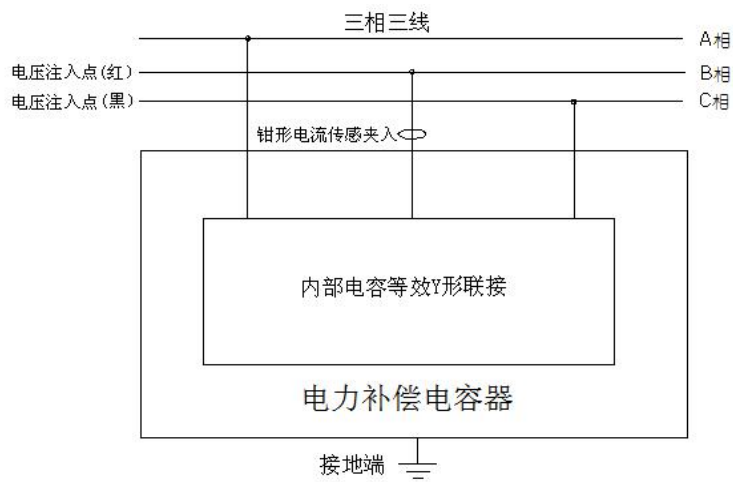 三相三线
A相
电压注入点(红)
B相
电压注入点(黑)
C相
钳形电流传感夹入
内部电容等效Y形联接
电力补偿电容器
接地端